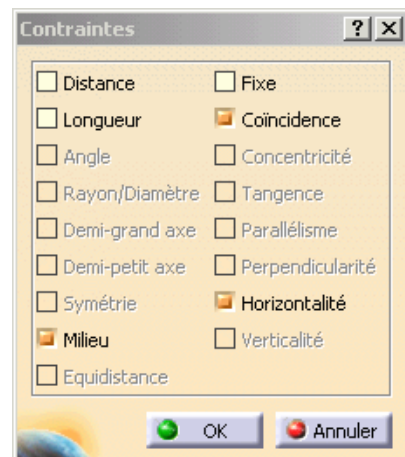 Contraintes
Distance Fixe
Longueur Coïncidence
Angle Concentricité
Rayon/Diamètre Tangence
Demi-grand axe Parallélisme
Demi-petit axe Perpendicularité
Symétrie Horizontalité
Milieu Verticalité
Equidistance
OK Annuler